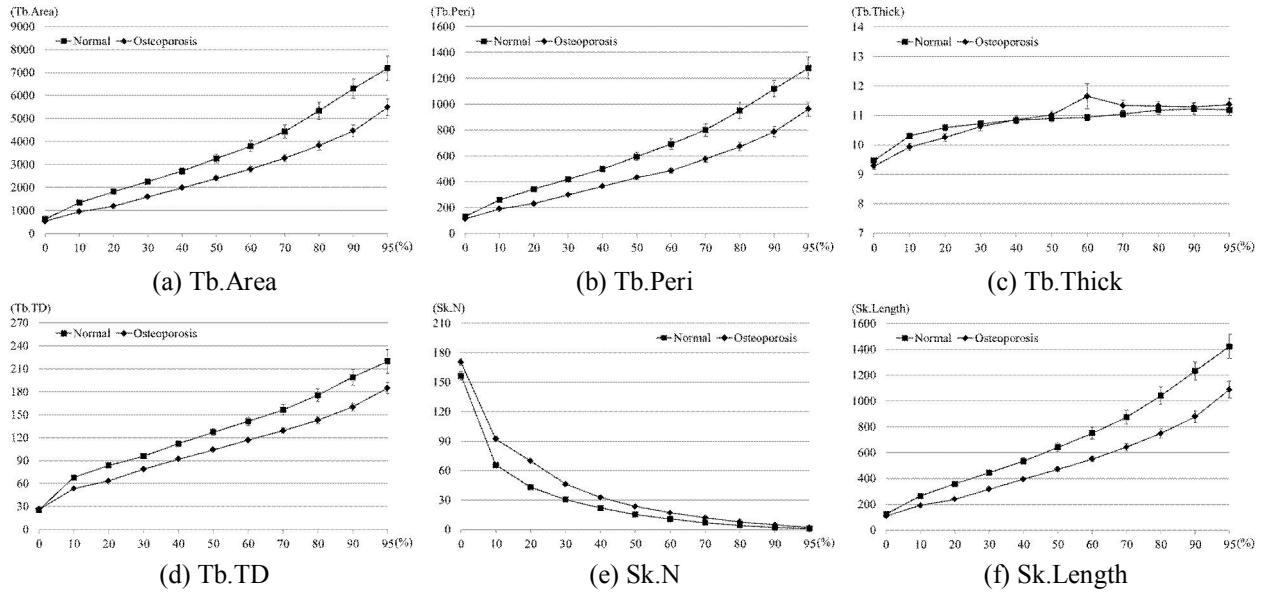 (Tb.Area)
9000
8000
7000
6000
5000
4000
3000
2000
1000
0
Normal Osteoporosis
0 10 20 30 40 50 60 70 80 90 95(%)
(a) Tb.Area
(Tb.Peri)
1600
1400
1200
1000
800
600
400
200
0
Normal Osteoporosis
0 10 20 30 40 50 60 70 80 90 95(%)
(b) Tb.Peri
(Tb.Thick)
14
13
12
11
10
9
8
7
Normal Osteoporosis
0 10 20 30 40 50 60 70 80 90 95(%)
(c) Tb.Thick
(Tb.TD)
270
240
210
180
150
120
90
60
30
0
Normal Osteoporosis
0 10 20 30 40 50 60 70 80 90 95(%)
(d) Tb.TD
(Sk.N)
210
180
150
120
90
60
30
0
Normal Osteoporosis
0 10 20 30 40 50 60 70 80 90 95(%)
(e) Sk.N
(Sk.Length)
1600
1400
1200
1000
800
600
400
200
0
Normal Osteoporosis
0 10 20 30 40 50 60 70 80 90 95(%)
(f) Sk.Length